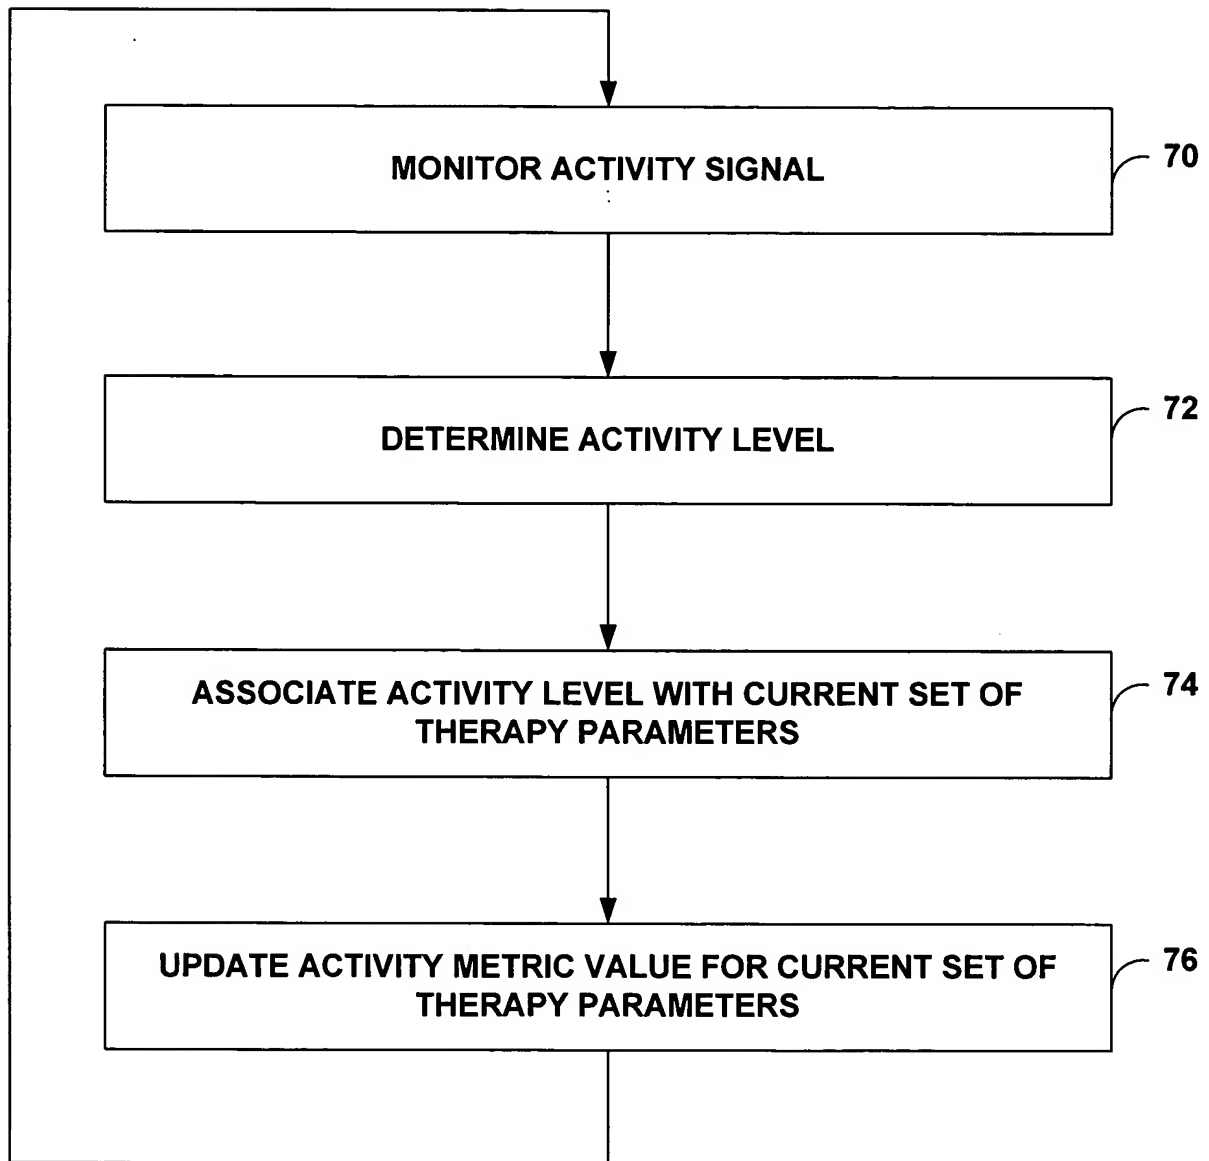 MONITOR ACTIVITY SIGNAL
70
DETERMINE ACTIVITY LEVEL
72
ASSOCIATE ACTIVITY LEVEL WITH CURRENT SET OF
THERAPY PARAMETERS
74
UPDATE ACTIVITY METRIC VALUE FOR CURRENT SET OF
THERAPY PARAMETERS
76